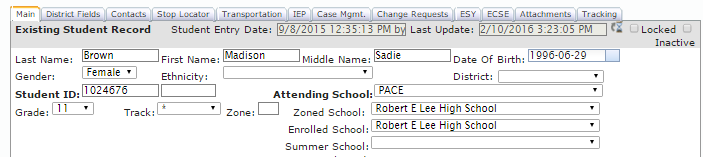 Main District Fields Contacts Stop Locator Transportation IEP Case Mgmt. Change Requests ESY ECSE Attachments Tracking
Existing Student Record Student Entry Date: 9/8/2015 12:35:13 PM by Last Update: 2/10/2016 3:23:05 PM Locked
Inactive
Last Name: Brown First Name: Madison Middle Name: Sadie Date Of Birth: 1996-06-29
Gender: Female Ethnicity: District:
Student ID: 1024676 Attending School: PACE
Grade: 11 Track: * Zone: Zoned School: Robert E Lee High School
Enrolled School: Robert E Lee High School
Summer School: